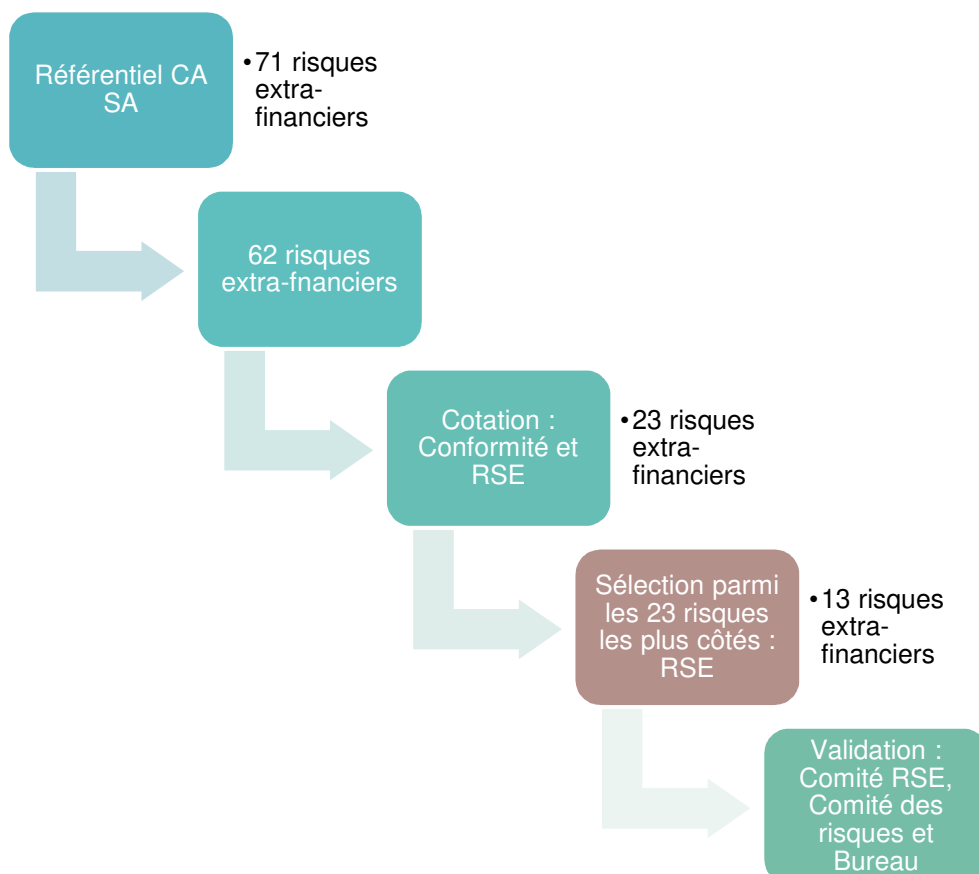 Référentiel CA
SA
•71 risques
extra-
financiers
62 risques
extra-fnanciers
Cotation :
Conformité et
RSE
•23 risques
extra-
financiers
Sélection parmi
les 23 risques
les plus côtés :
RSE
•13 risques
extra-
financiers
Validation :
Comité RSE,
Comité des
risques et
Bureau